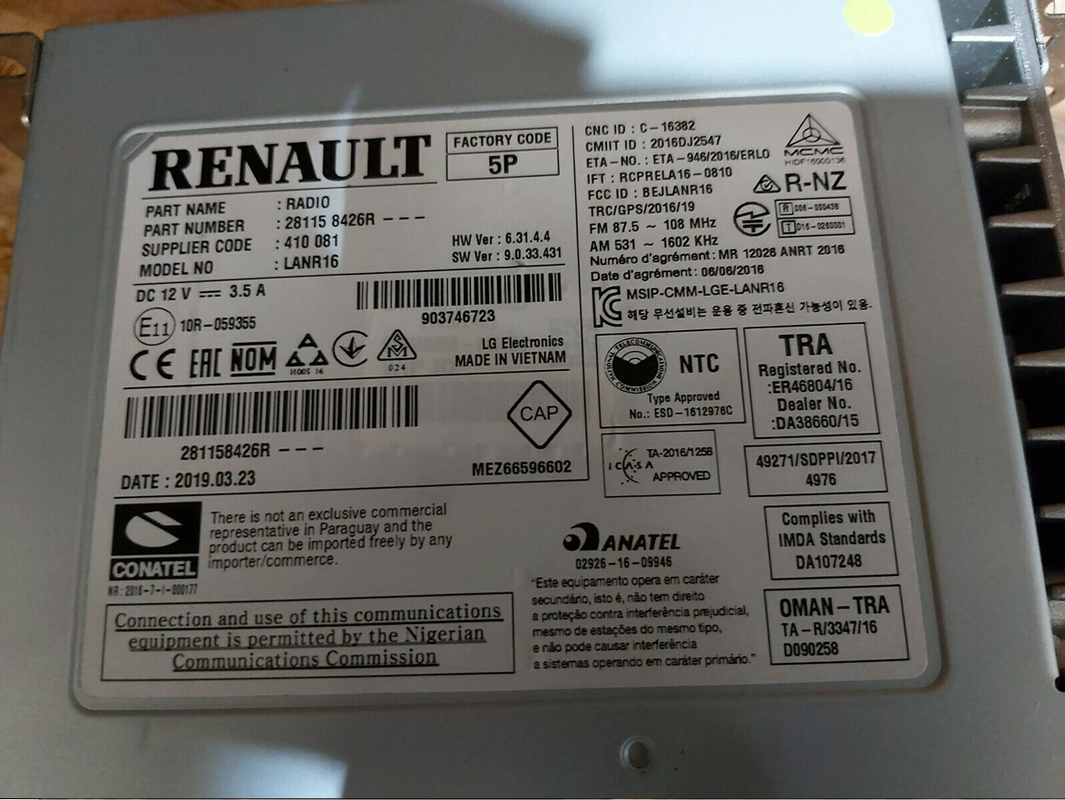 RENAULT
FACTORY CODE
5P
PART NAME : RADIO
PART NUMBER : 28115 8426R - - -
SUPPLIER CODE : 410 081
MODEL NO : LANR16
HW Ver : 6.31.4.4
SW Ver : 9.0.33.431
DC 12 V 3.5 A
903746723
E11 10R-059355
CE EAC NOM
024
LG Electronics
MADE IN VIETNAM
281158426R - - -
CAP
DATE : 2019.03.23
MEZ66596602
CONATEL
NR: 2016-7-I-000177
There is not an exclusive commercial
representative in Paraguay and the
product can be imported freely by any
importer/commerce.
Connection and use of this communications
equipment is permitted by the Nigerian
Communications Commission
CNC ID : C-16382
CMIIT ID : 2016DJ2547
ETA-NO. : ETA-946/2016/ERLO
IFT : RCPRELA16-0810
FCC ID : BEJLANR16
TRC/GPS/2016/19
FM 87.5 ~ 108 MHz
AM 531 ~ 1602 KHz
Numéro d'agrément: MR 12026 ANRT 2016
Date d'agrément: 06/06/2016
MCMC
HIDF16000136
R-NZ
R
T
MSIP-CMM-LGE-LANR16
해당 무선설비는 운용 중 전파혼신 가능성이 있음.
NTC
Type Approved
No.: ESD-1612976C
TRA
Registered No.
:ER46804/16
Dealer No.
:DA38660/15
ICASA
TA-2016/1258
APPROVED
49271/SDPPI/2017
4976
ANATEL
02926-16-09946
"Este equipamento opera em caráter
secundário, isto é, não tem direito
a proteção contra interferência prejudicial,
mesmo de estações do mesmo tipo,
e não pode causar interferência
a sistemas operando em caráter primário."
Complies with
IMDA Standards
DA107248
OMAN-TRA
TA-R/3347/16
D090258